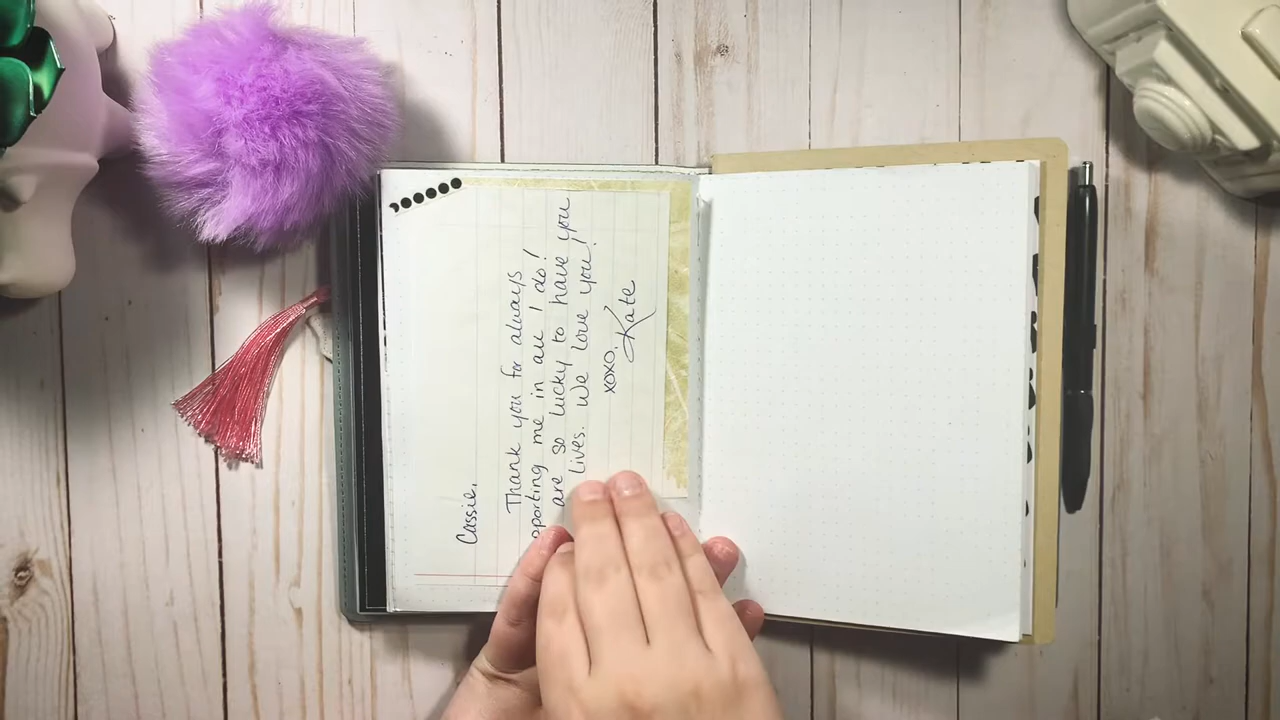 Cassie,
Thank you for always
pporting me in all I do!
are so lucky to have you
lives. We love you!
xoxo,
Kate